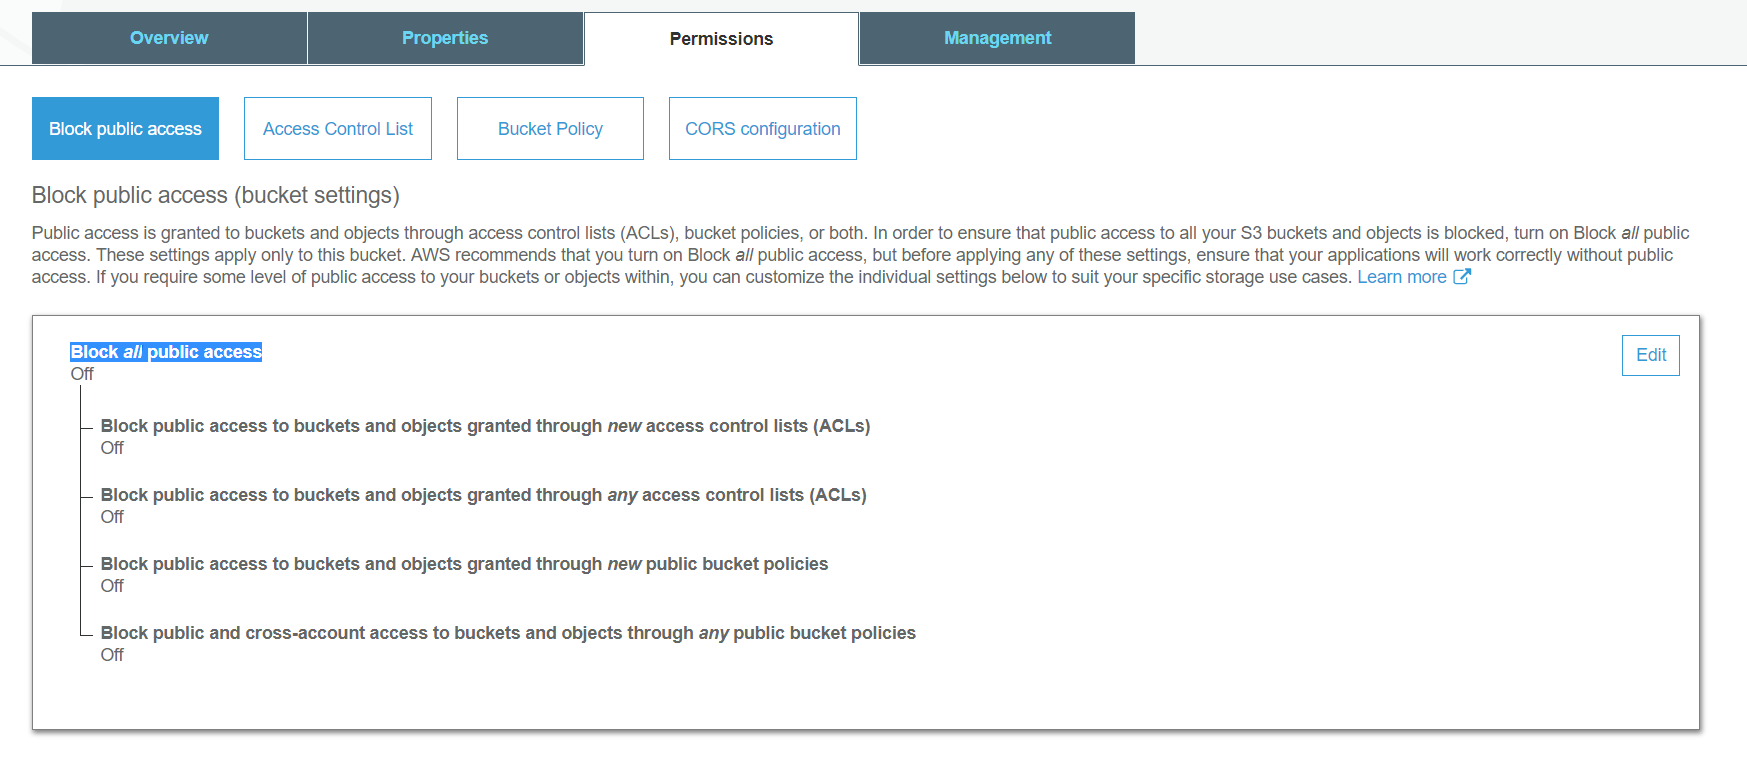 Overview
Properties
Permissions
Management
Block public access
Access Control List
Bucket Policy
CORS configuration
Block public access (bucket settings)
Public access is granted to buckets and objects through access control lists (ACLs), bucket policies, or both. In order to ensure that public access to all your S3 buckets and objects is blocked, turn on Block all public
access. These settings apply only to this bucket. AWS recommends that you turn on Block all public access, but before applying any of these settings, ensure that your applications will work correctly without public
access. If you require some level of public access to your buckets or objects within, you can customize the individual settings below to suit your specific storage use cases. Learn more
Block all public access
Edit
Off
Block public access to buckets and objects granted through new access control lists (ACLs)
Off
Block public access to buckets and objects granted through any access control lists (ACLs)
Off
Block public access to buckets and objects granted through new public bucket policies
Off
Block public and cross-account access to buckets and objects through any public bucket policies
Off